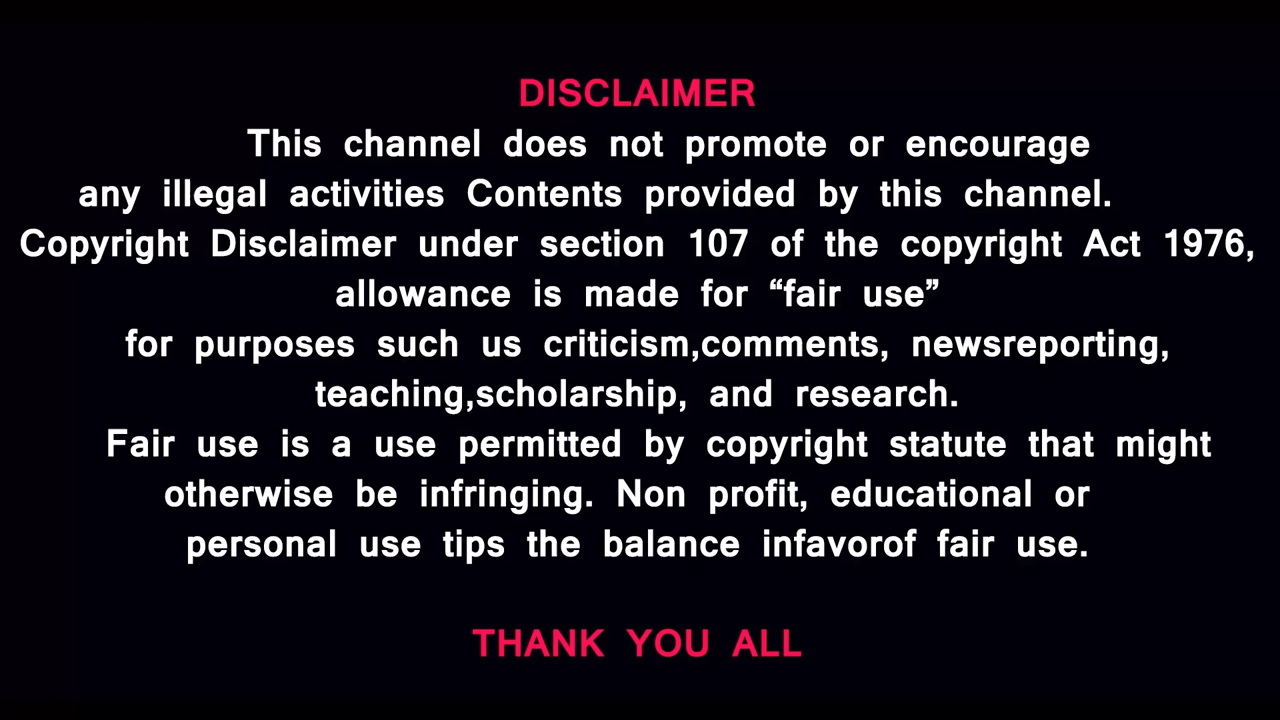 DISCLAIMER
This channel does not promote or encourage
any illegal activities Contents provided by this channel.
Copyright Disclaimer under section 107 of the copyright Act 1976,
allowance is made for “fair use”
for purposes such us criticism,comments, newsreporting,
teaching,scholarship, and research.
Fair use is a use permitted by copyright statute that might
otherwise be infringing. Non profit, educational or
personal use tips the balance infavorof fair use.
THANK YOU ALL